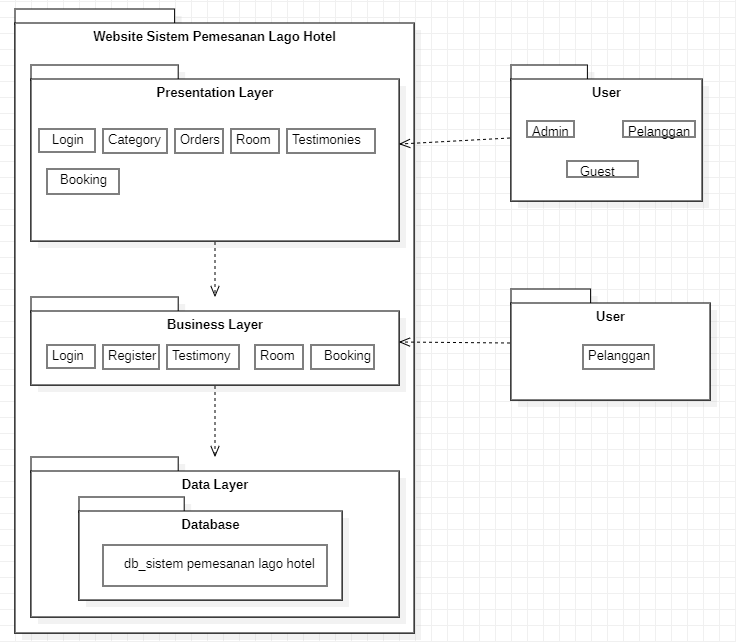 Website Sistem Pemesanan Lago Hotel
Presentation Layer
Login
Category
Orders
Room
Testimonies
Booking
User
Admin
Pelanggan
Guest
Business Layer
Login
Register
Testimony
Room
Booking
User
Pelanggan
Data Layer
Database
db_sistem pemesanan lago hotel